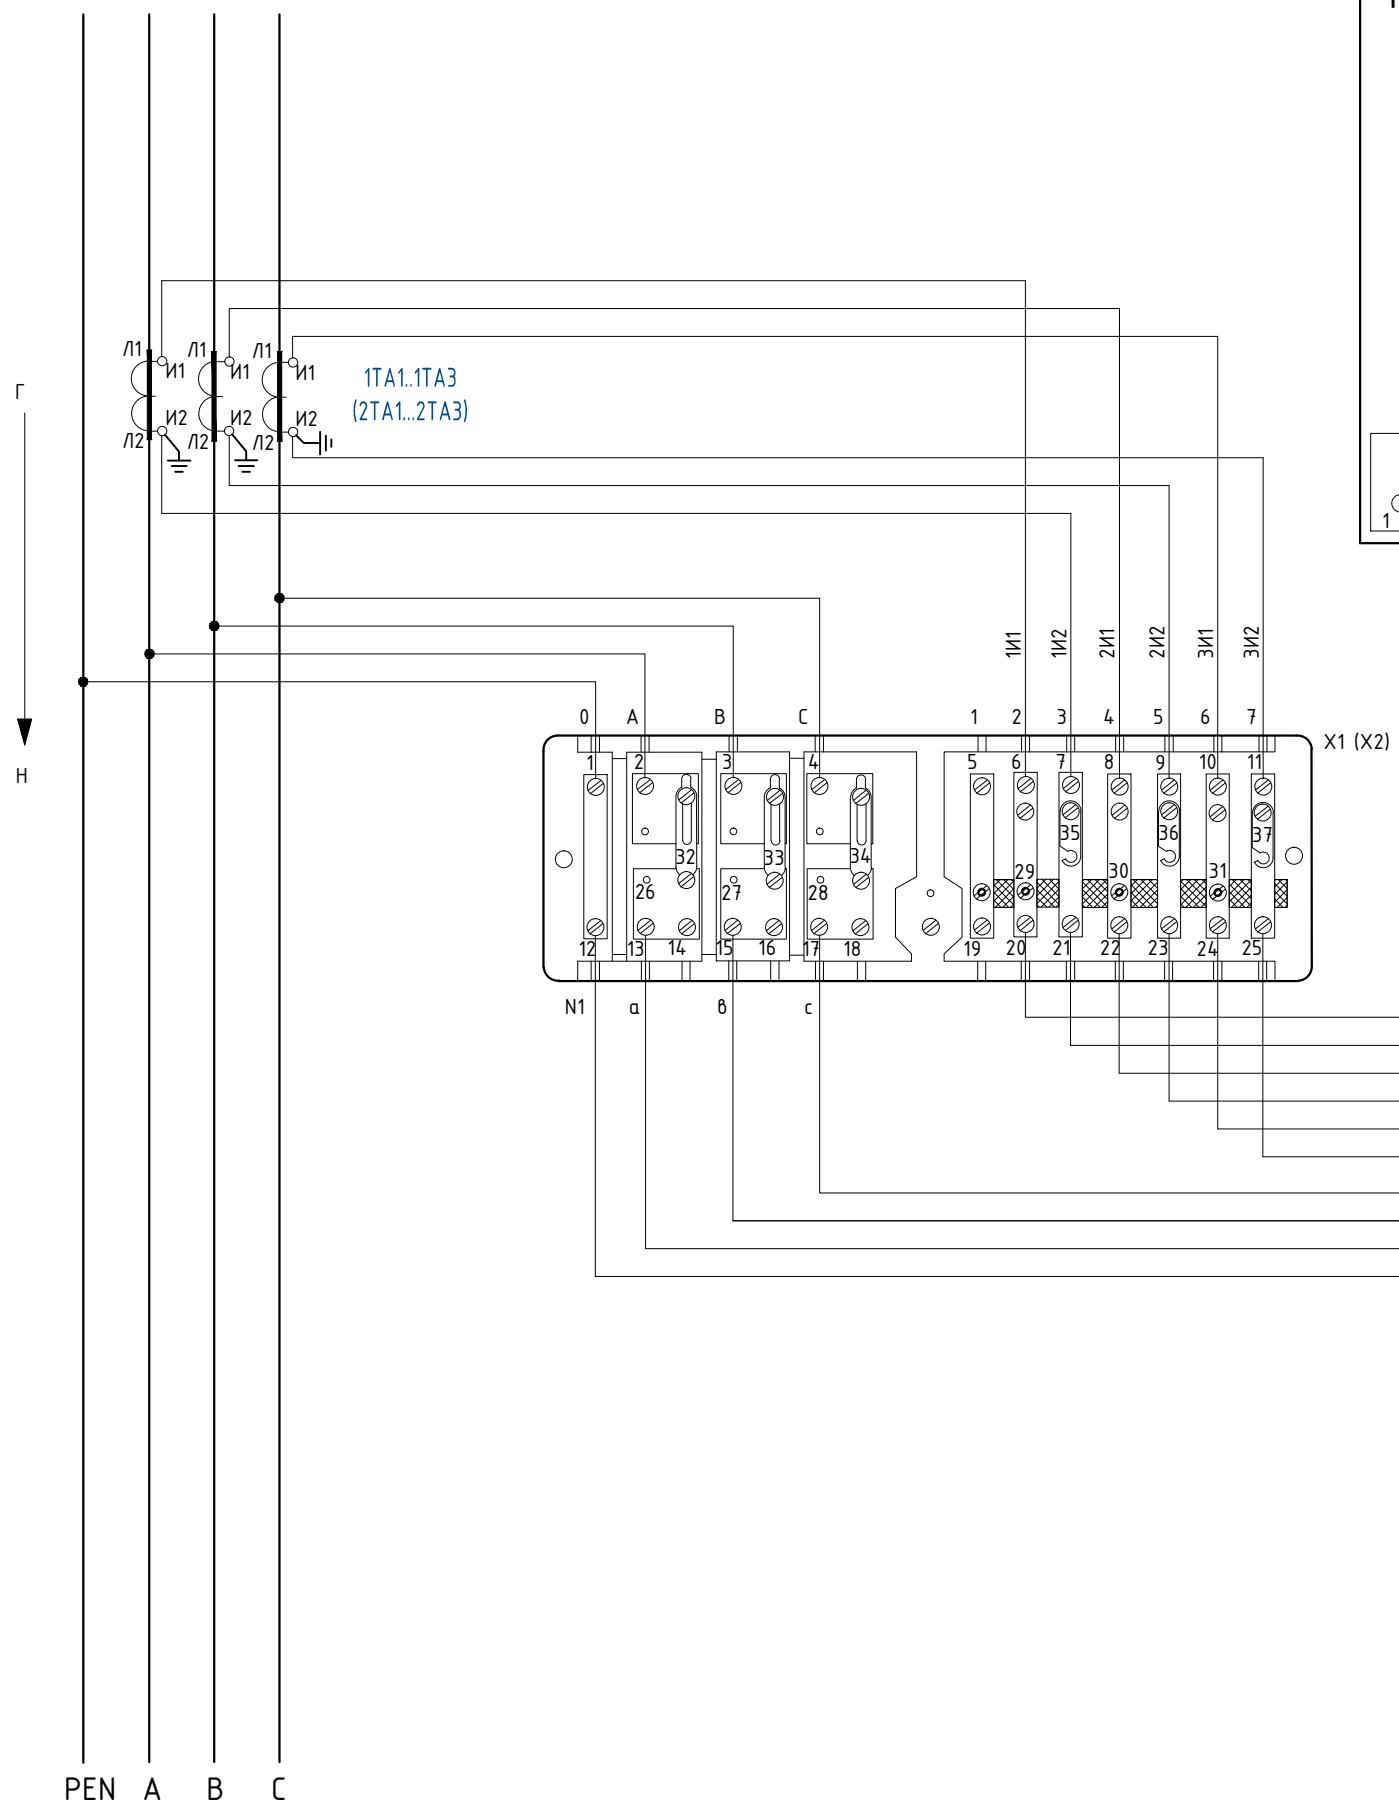 Л1 И1 Л1 И1 Л1 И1
1ТА1..1ТА3
Г
(2ТА1...2ТА3)
И2 И2 И2
Л2 Л2 Л2
1
1И1 1И2 2И1 2И2 3И1 3И2
0 A B C 1 2 3 4 5 6 7
X1 (X2)
Н
1 2 3 4 5 6 7 8 9 10 11
35 36 37
32 33 34
29 30 31
26 27 28
12 13 14 15 16 17 18 19 20 21 22 23 24 25
N1 а в с
PEN A B C